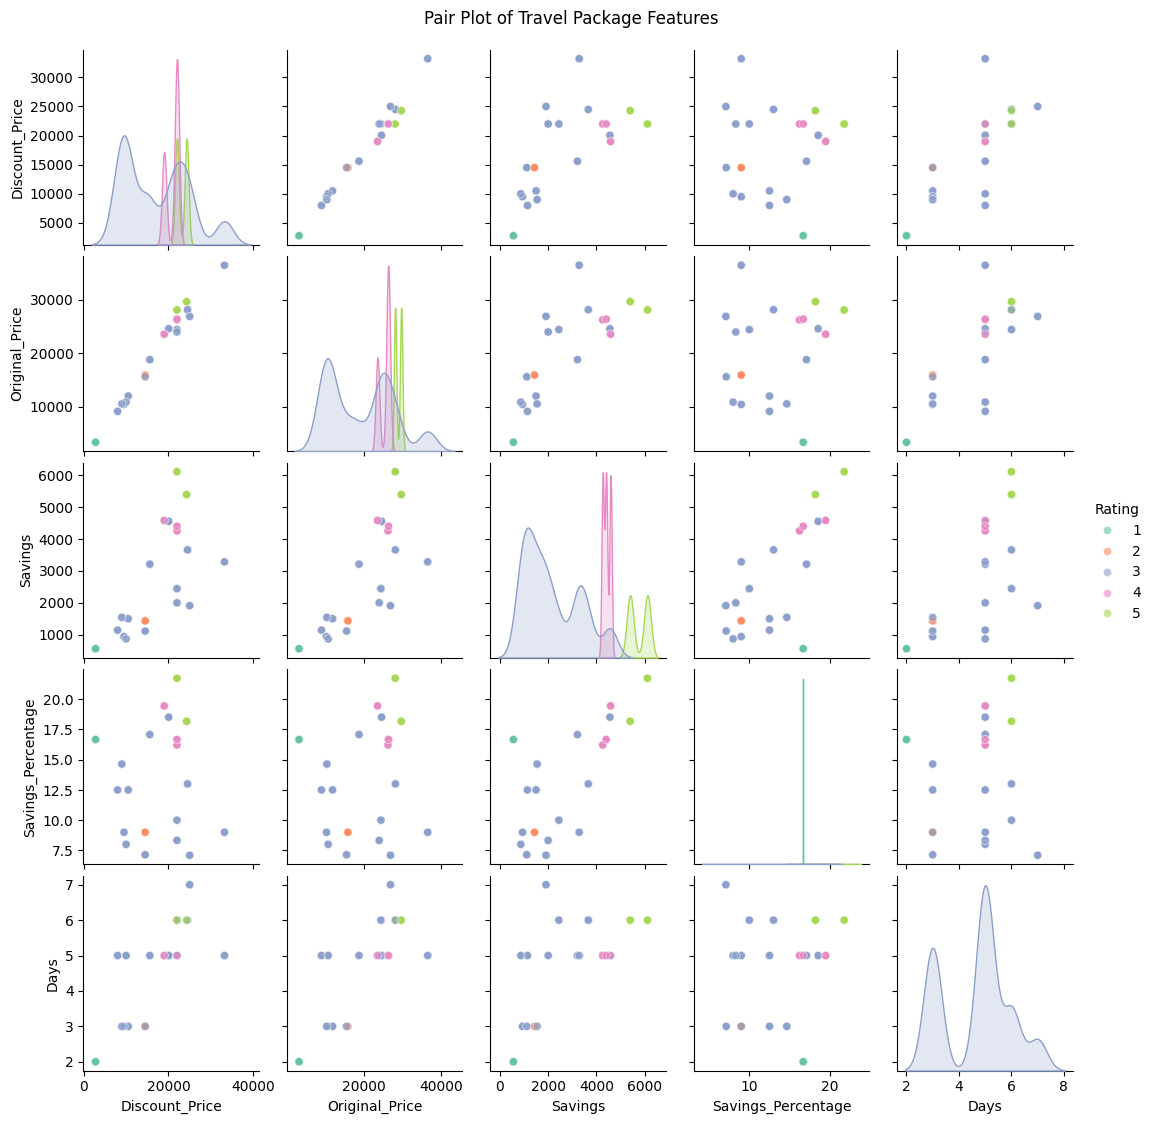 Pair Plot of Travel Package Features
Discount_Price
30000
25000
20000
15000
10000
5000
Original_Price
30000
20000
10000
Savings
6000
5000
4000
3000
2000
1000
Rating
1
2
3
4
5
Savings_Percentage
20.0
17.5
15.0
12.5
10.0
7.5
Days
7
6
5
4
3
2
0 20000 40000
20000 40000
0 2000 4000 6000
10 20
2 4 6 8
Discount_Price
Original_Price
Savings
Savings_Percentage
Days